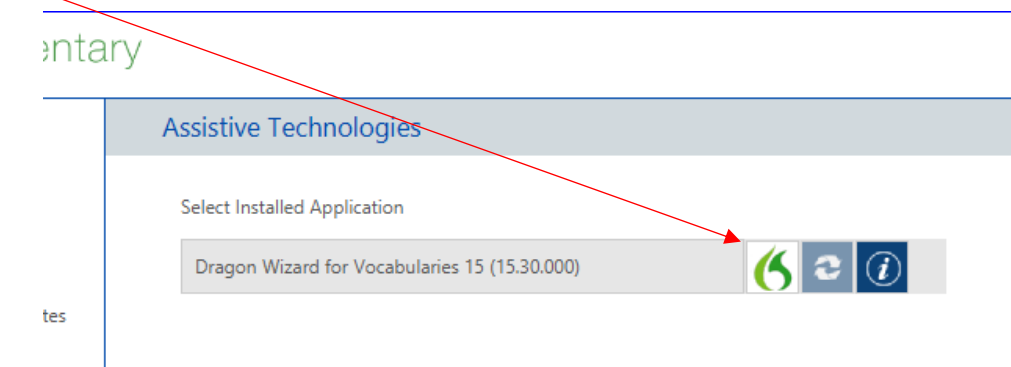 entary
Assistive Technologies
Select Installed Application
Dragon Wizard for Vocabularies 15 (15.30.000)
i
tes